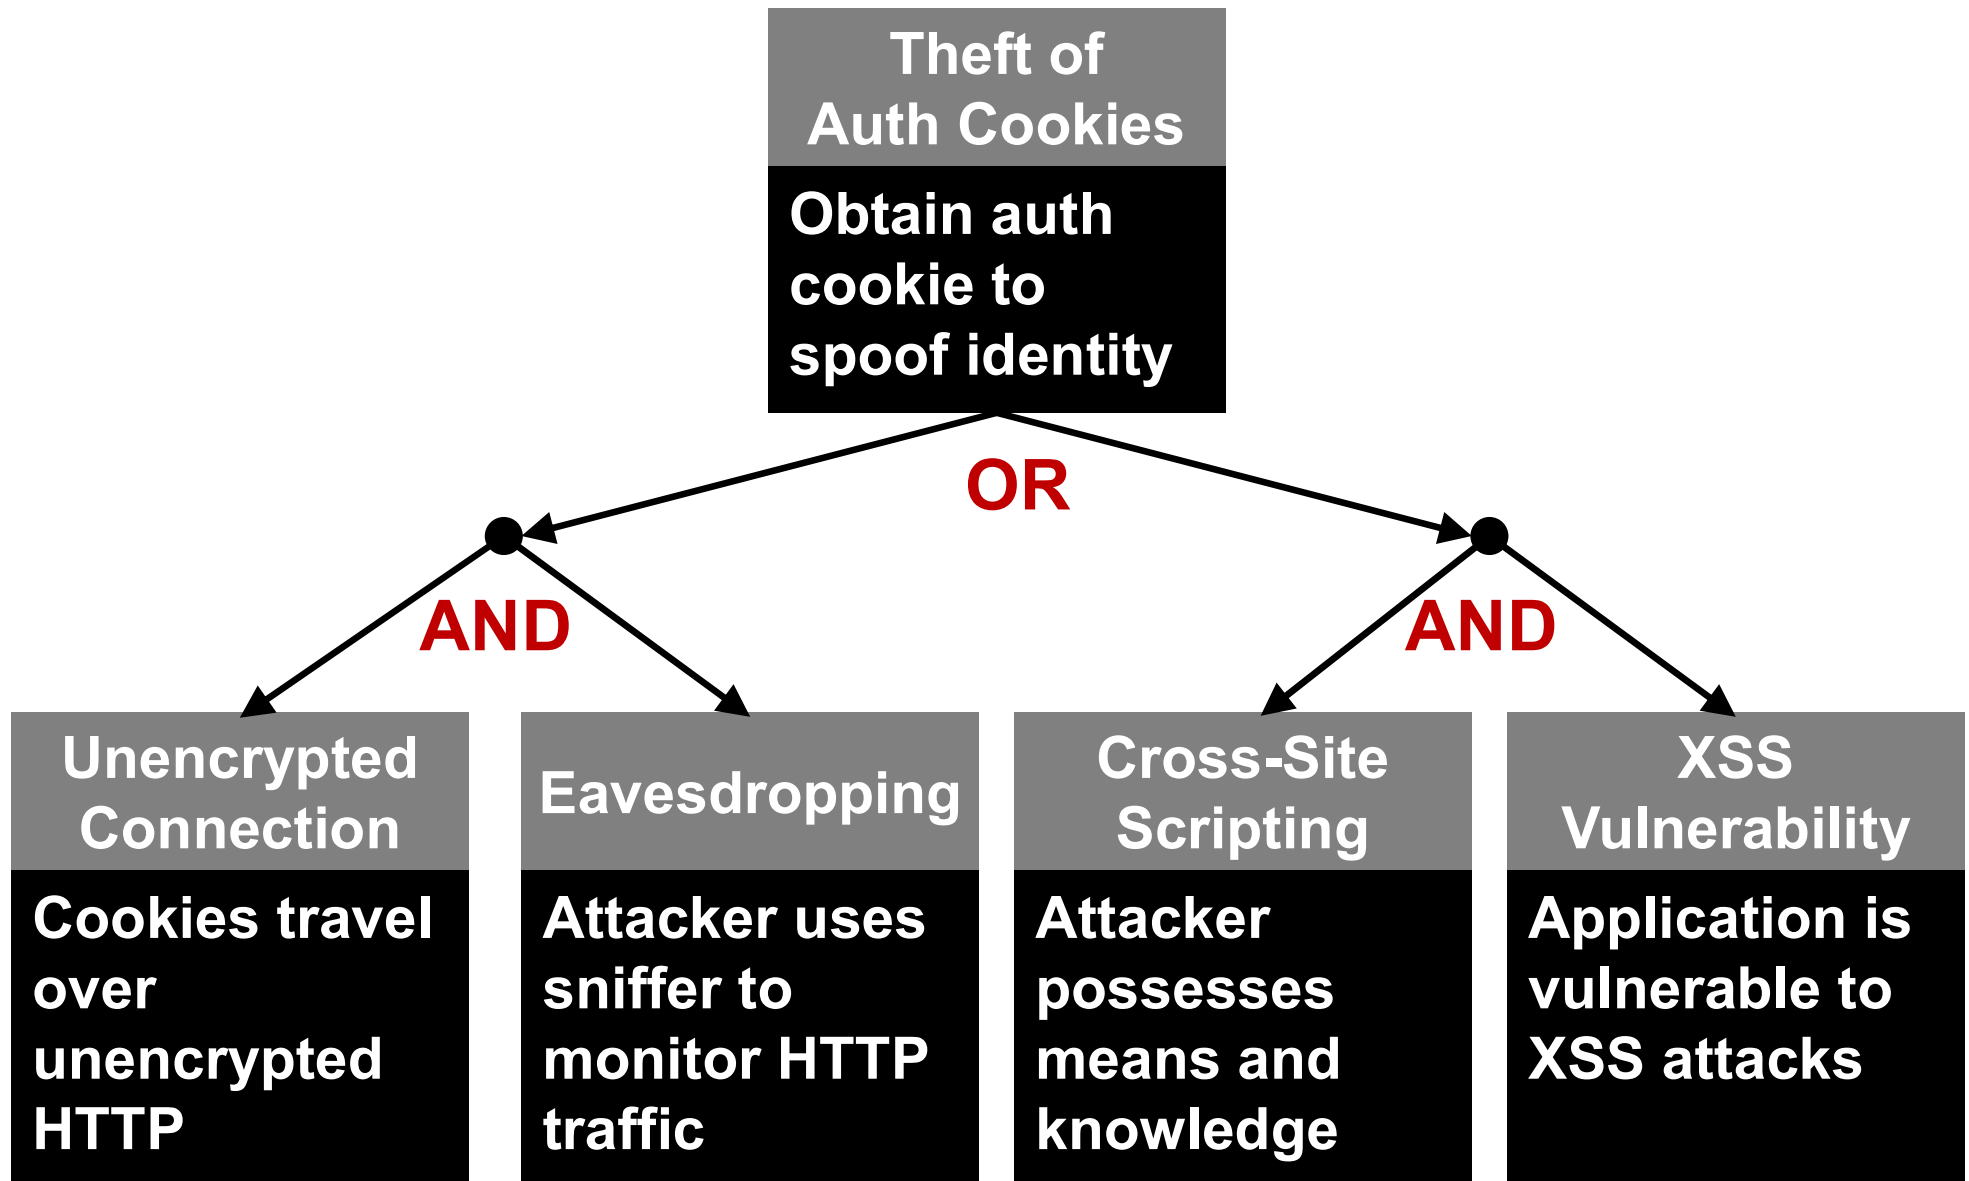 Theft of
Auth Cookies
Obtain auth
cookie to
spoof identity
OR
AND
AND
Unencrypted
Connection
Cookies travel
over
unencrypted
HTTP
Eavesdropping
Attacker uses
sniffer to
monitor HTTP
traffic
Cross-Site
Scripting
Attacker
possesses
means and
knowledge
XSS
Vulnerability
Application is
vulnerable to
XSS attacks